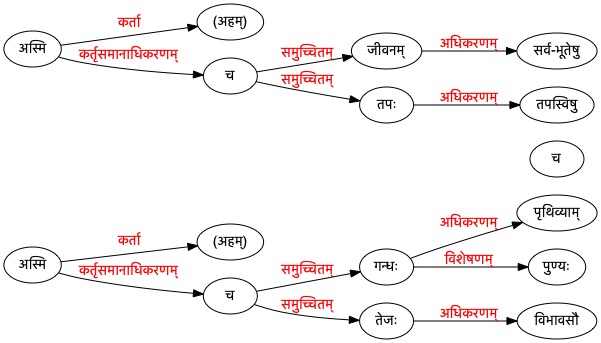 कर्ता (अहम्)
अस्मि
कर्तृसमानाधिकरणम् च समुच्चितम् जीवनम् अधिकरणम् सर्व-भूतेषु
समुच्चितम् तपः अधिकरणम् तपस्विषु
च
पृथिव्याम्
कर्ता (अहम्) अधिकरणम्
अस्मि
कर्तृसमानाधिकरणम् च समुच्चितम् गन्धः विशेषणम् पुण्यः
समुच्चितम् तेजः अधिकरणम् विभावसौ